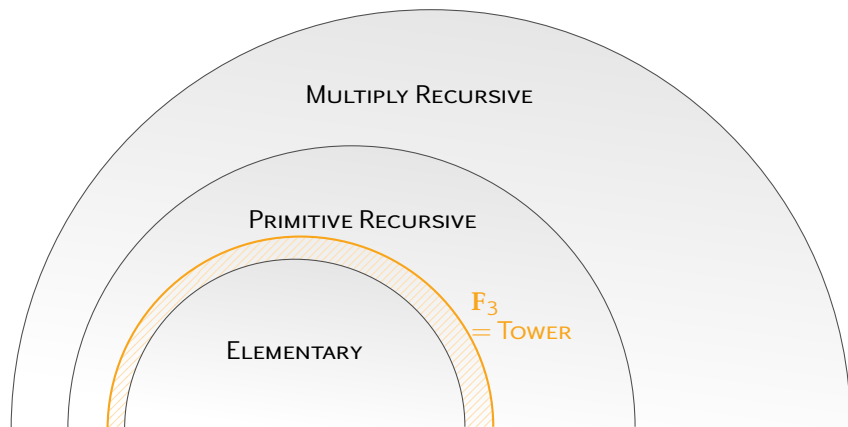 Multiply Recursive
Primitive Recursive
F₃
= Tower
Elementary